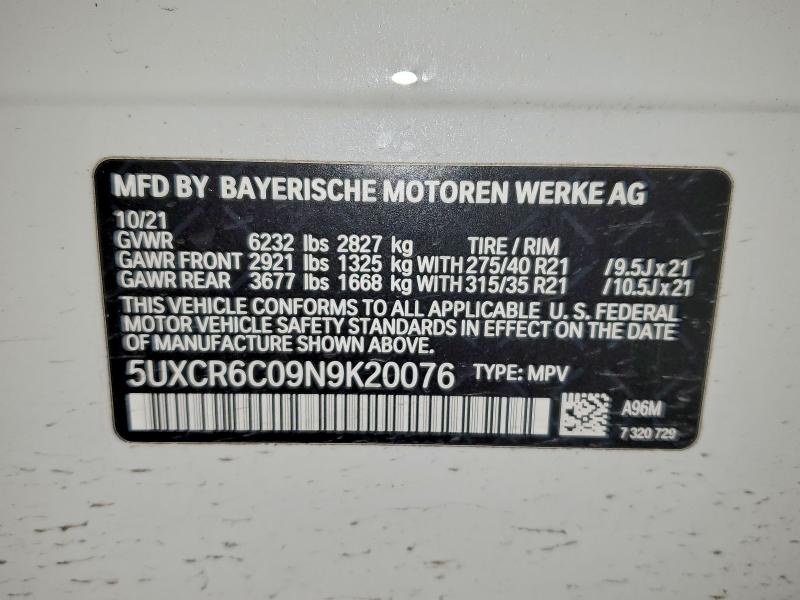 MFD BY BAYERISCHE MOTOREN WERKE AG
10/21
GVWR 6232 lbs 2827 kg TIRE / RIM
GAWR FRONT 2921 lbs 1325 kg WITH 275/40 R21 /9.5J x 21
GAWR REAR 3677 lbs 1668 kg WITH 315/35 R21 /10.5J x 21
THIS VEHICLE CONFORMS TO ALL APPLICABLE U. S. FEDERAL
MOTOR VEHICLE SAFETY STANDARDS IN EFFECT ON THE DATE
OF MANUFACTURE SHOWN ABOVE.
5UXCR6C09N9K20076 TYPE: MPV
A96M
7 320 729